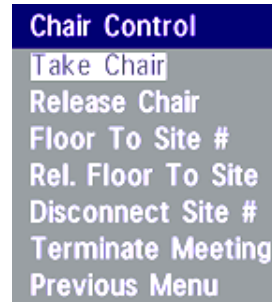 Chair Control
Take Chair
Release Chair
Floor To Site #
Rel. Floor To Site
Disconnect Site #
Terminate Meeting
Previous Menu